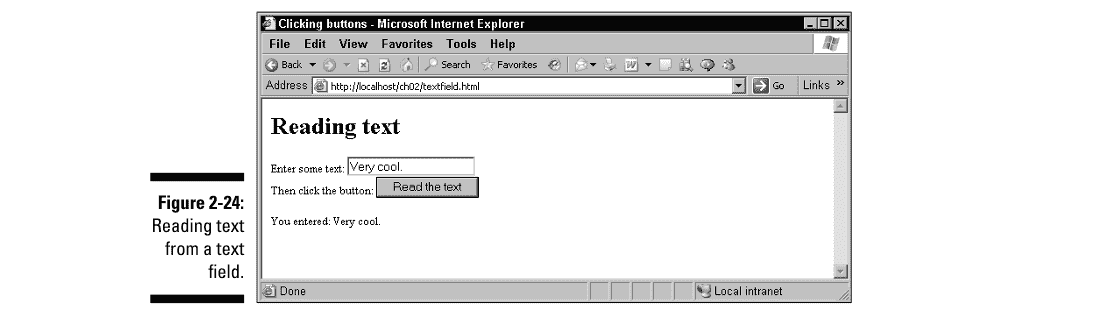 Clicking buttons - Microsoft Internet Explorer
File Edit View Favorites Tools Help
Back Search Favorites
Address http://localhost/ch02/textfield.html Go Links »
Reading text
Enter some text: Very cool.
Then click the button: Read the text
You entered: Very cool.
Done Local intranet
Figure 2-24:
Reading text
from a text
field.